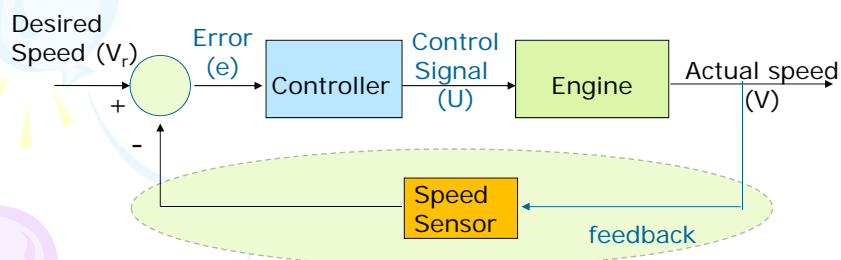 Desired
Speed (Vr)
+
-
Error
(e)
Controller
Control
Signal
(U)
Engine
Actual speed
(V)
Speed
Sensor
feedback